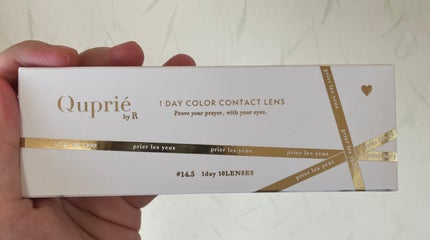 Quprié
by R
1 DAY COLOR CONTACT LENS
Prove your prayer, with your eyes.
prier les yeux
prier les yeux
prier les yeux
prier les yeux
prier les yeux
prier les yeux
#14.5 1day 10LENSES